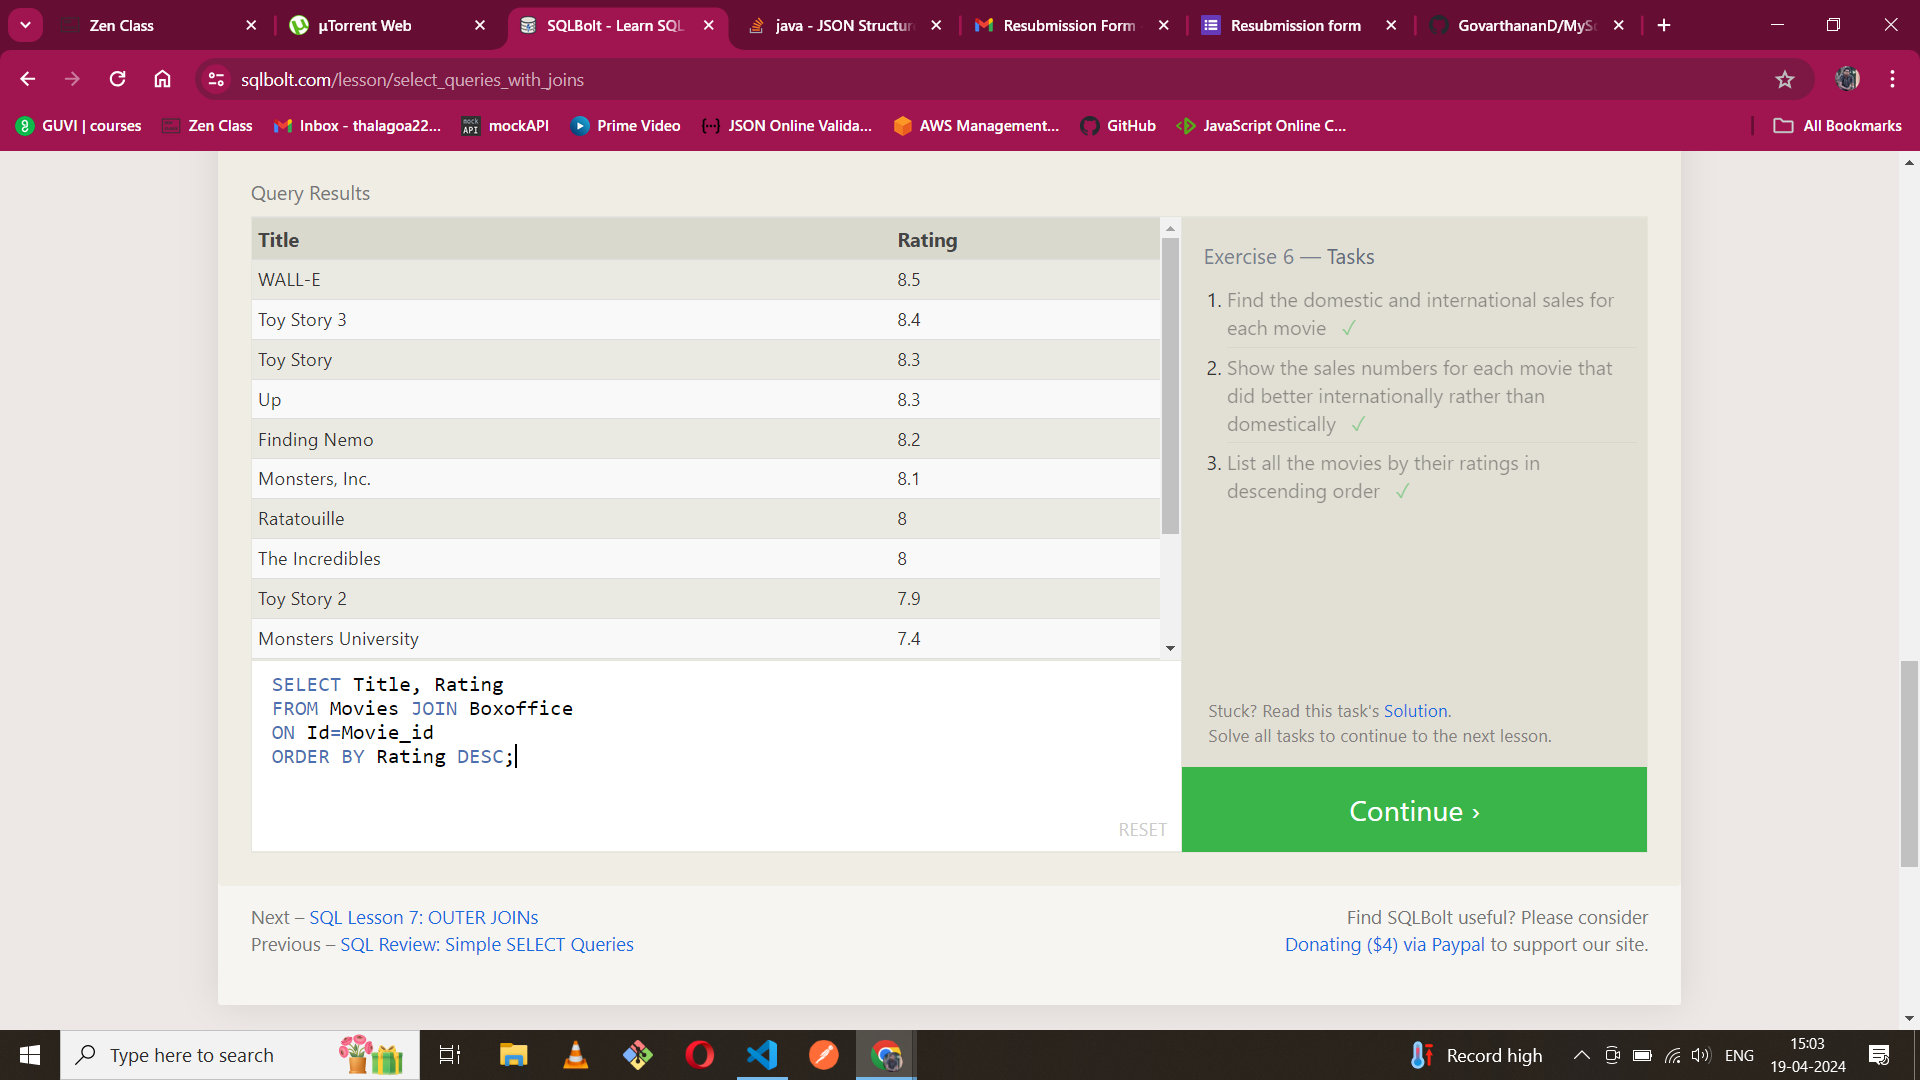 Zen Class
µTorrent Web
SQLBolt - Learn SQL
java - JSON Structur
Resubmission Form
Resubmission form
GovarthananD/MySq
sqlbolt.com/lesson/select_queries_with_joins
GUVI | courses
Zen Class
Inbox - thalagoa22...
mock API
mockAPI
Prime Video
JSON Online Valida...
AWS Management...
GitHub
JavaScript Online C...
All Bookmarks
Query Results
Title Rating
WALL-E 8.5
Toy Story 3 8.4
Toy Story 8.3
Up 8.3
Finding Nemo 8.2
Monsters, Inc. 8.1
Ratatouille 8
The Incredibles 8
Toy Story 2 7.9
Monsters University 7.4
SELECT Title, Rating
FROM Movies JOIN Boxoffice
ON Id=Movie_id
ORDER BY Rating DESC;
RESET
Exercise 6 — Tasks
1. Find the domestic and international sales for
each movie ✓
2. Show the sales numbers for each movie that
did better internationally rather than
domestically ✓
3. List all the movies by their ratings in
descending order ✓
Stuck? Read this task's Solution.
Solve all tasks to continue to the next lesson.
Continue ›
Next – SQL Lesson 7: OUTER JOINs
Previous – SQL Review: Simple SELECT Queries
Find SQLBolt useful? Please consider
Donating ($4) via Paypal to support our site.
Type here to search
Record high
ENG
15:03
19-04-2024